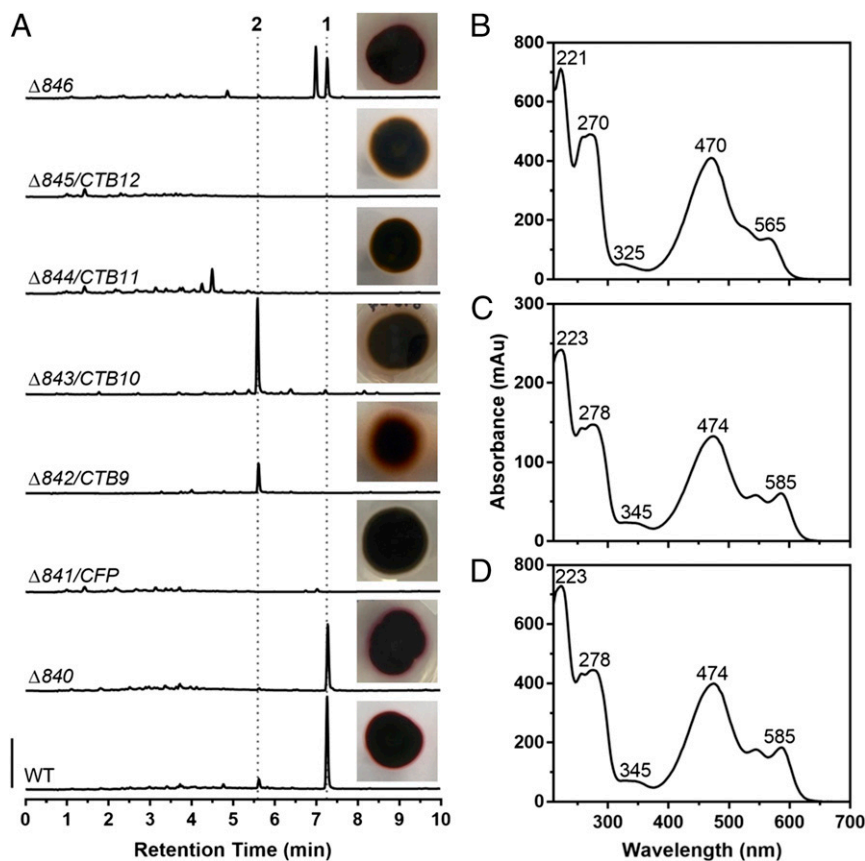 A
2
1
Δ846
Δ845/CTB12
Δ844/CTB11
Δ843/CTB10
Δ842/CTB9
Δ841/CFP
Δ840
WT
0 1 2 3 4 5 6 7 8 9 10
Retention Time (min)
B
800
600
400
200
0
221
270
325
470
565
C
300
200
100
0
223
278
345
474
585
Absorbance (mAu)
D
800
600
400
200
0
223
278
345
474
585
300 400 500 600 700
Wavelength (nm)